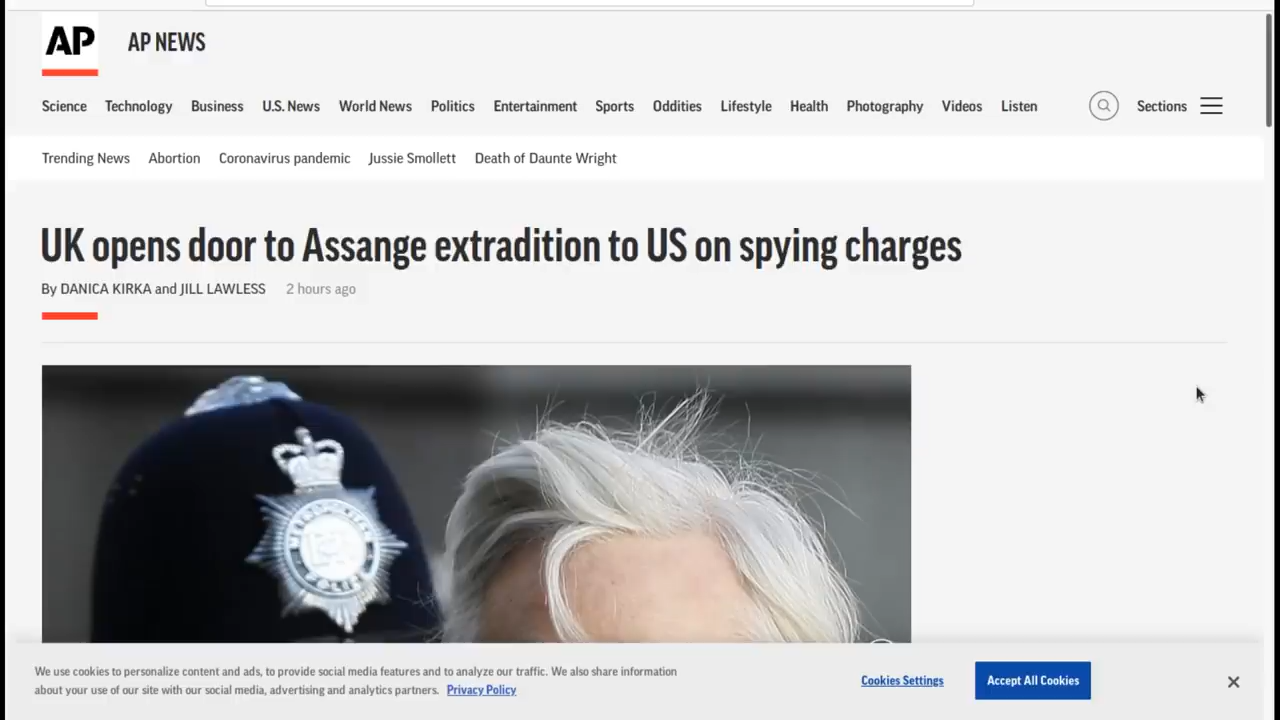 AP
AP NEWS
Science Technology Business U.S. News World News Politics Entertainment Sports Oddities Lifestyle Health Photography Videos Listen Sections
Trending News Abortion Coronavirus pandemic Jussie Smollett Death of Daunte Wright
UK opens door to Assange extradition to US on spying charges
By DANICA KIRKA and JILL LAWLESS 2 hours ago
METROPOLITAN
POLICE
We use cookies to personalize content and ads, to provide social media features and to analyze our traffic. We also share information
about your use of our site with our social media, advertising and analytics partners. Privacy Policy
Cookies Settings
Accept All Cookies